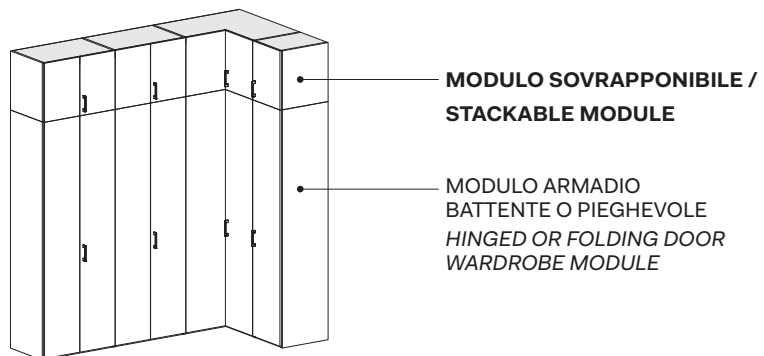 MODULO SOVRAPPONIBILE /
STACKABLE MODULE
MODULO ARMADIO
BATTENTE O PIEGHEVOLE
HINGED OR FOLDING DOOR
WARDROBE MODULE